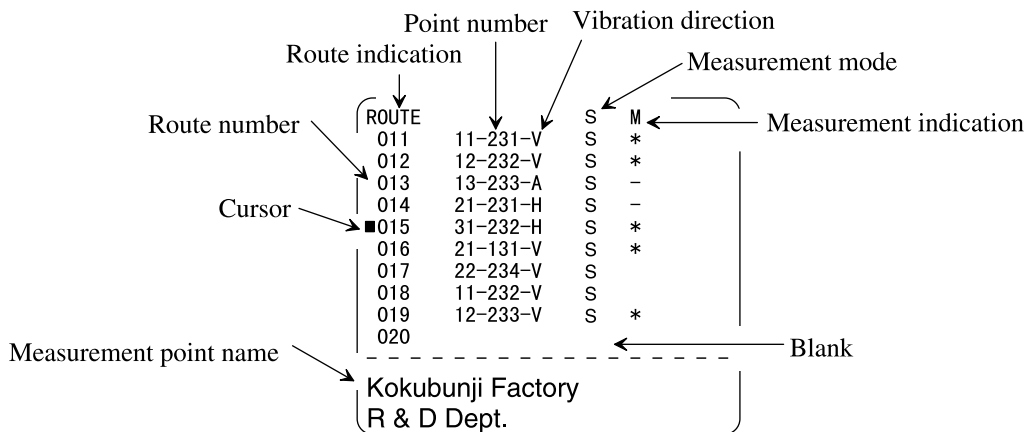 Point number
Vibration direction
Route indication
Measurement mode
Route number
Measurement indication
Cursor
Measurement point name
Blank
ROUTE S M
011 11-231-V S *
012 12-232-V S *
013 13-233-A S -
014 21-231-H S -
■015 31-232-H S *
016 21-131-V S *
017 22-234-V S
018 11-232-V S
019 12-233-V S *
020
Kokubunji Factory
R & D Dept.